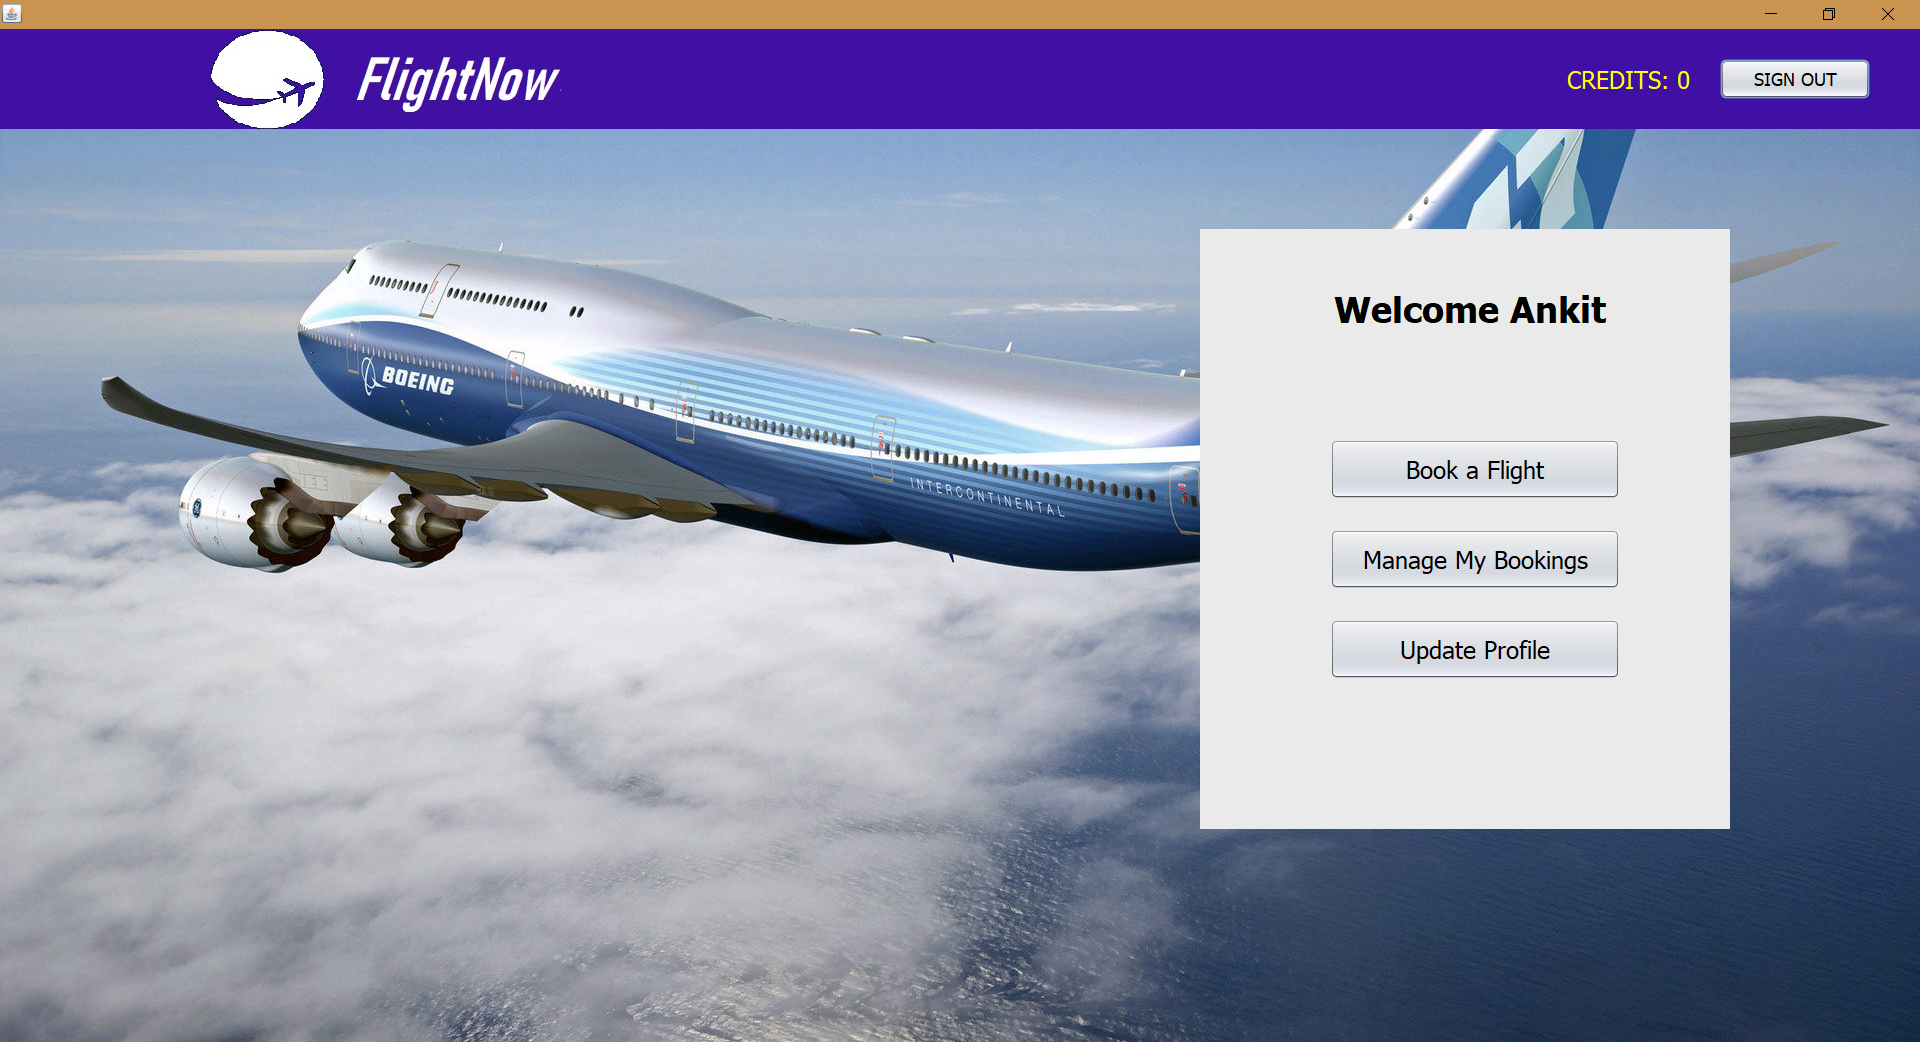 FlightNow
CREDITS: 0
SIGN OUT
Welcome Ankit
BOEING
INTERCONTINENTAL
Book a Flight
Manage My Bookings
Update Profile